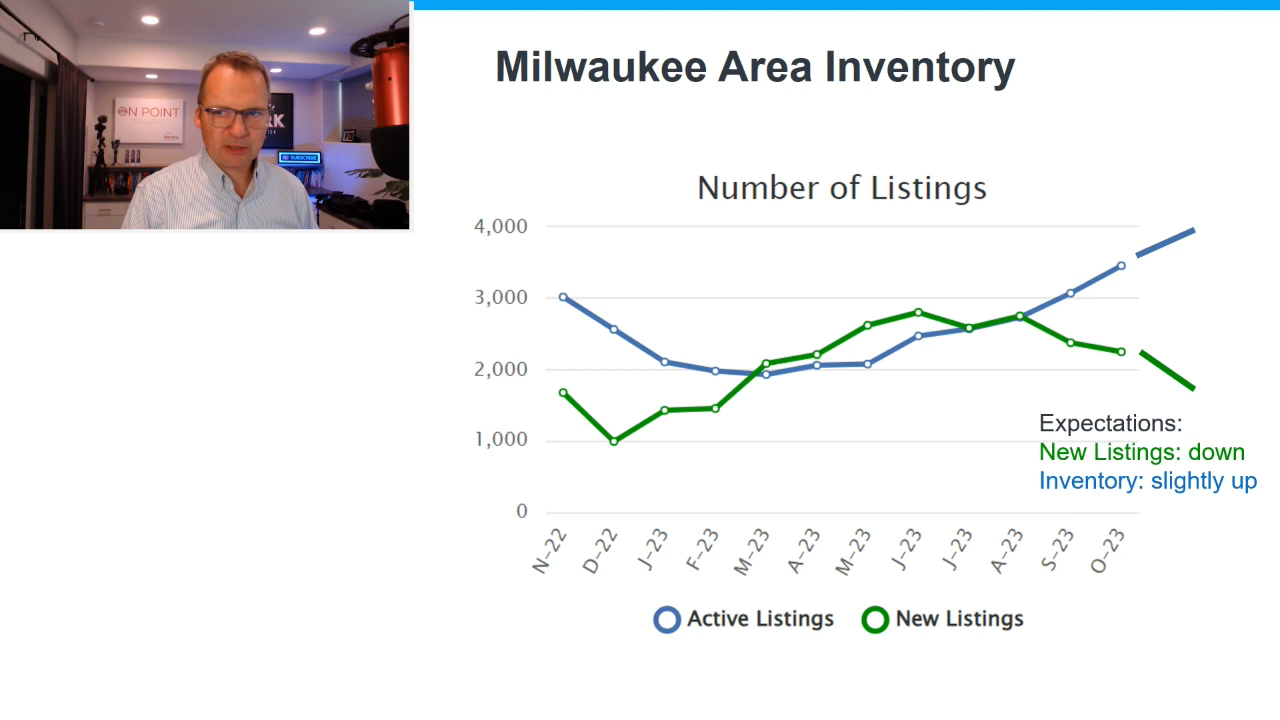 ON POINT
RK
SUBSCRIBE
Milwaukee Area Inventory
Number of Listings
4,000
3,000
2,000
1,000
0
N-22
D-22
J-23
F-23
M-23
A-23
M-23
J-23
J-23
A-23
S-23
O-23
Expectations:
New Listings: down
Inventory: slightly up
Active Listings
New Listings